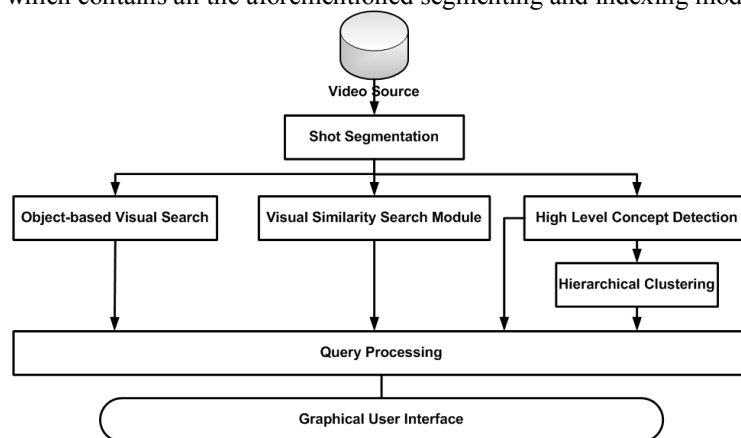 which contains all the aforementioned segmenting and indexing mod
Video Source
Shot Segmentation
Object-based Visual Search
Visual Similarity Search Module
High Level Concept Detection
Hierarchical Clustering
Query Processing
Graphical User Interface